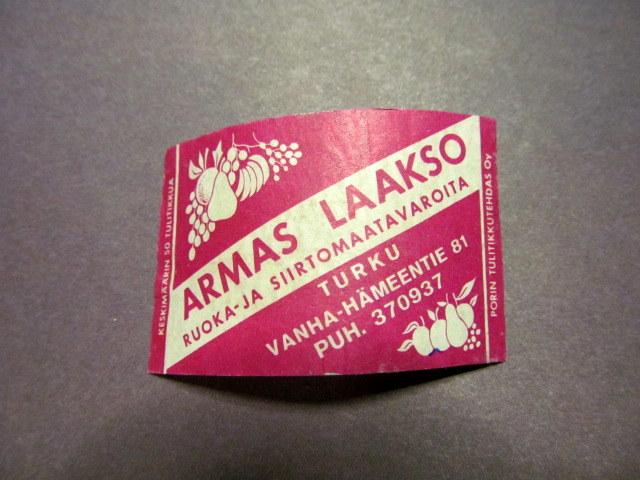 KESKIMÄÄRIN 50 TULITIKKUA
ARMAS LAAKSO
RUOKA-JA SIIRTOMAATAVAROITA
TURKU
VANHA-HÄMEENTIE 81
PUH. 370937
PORIN TULITIKKUTEHDAS Oy